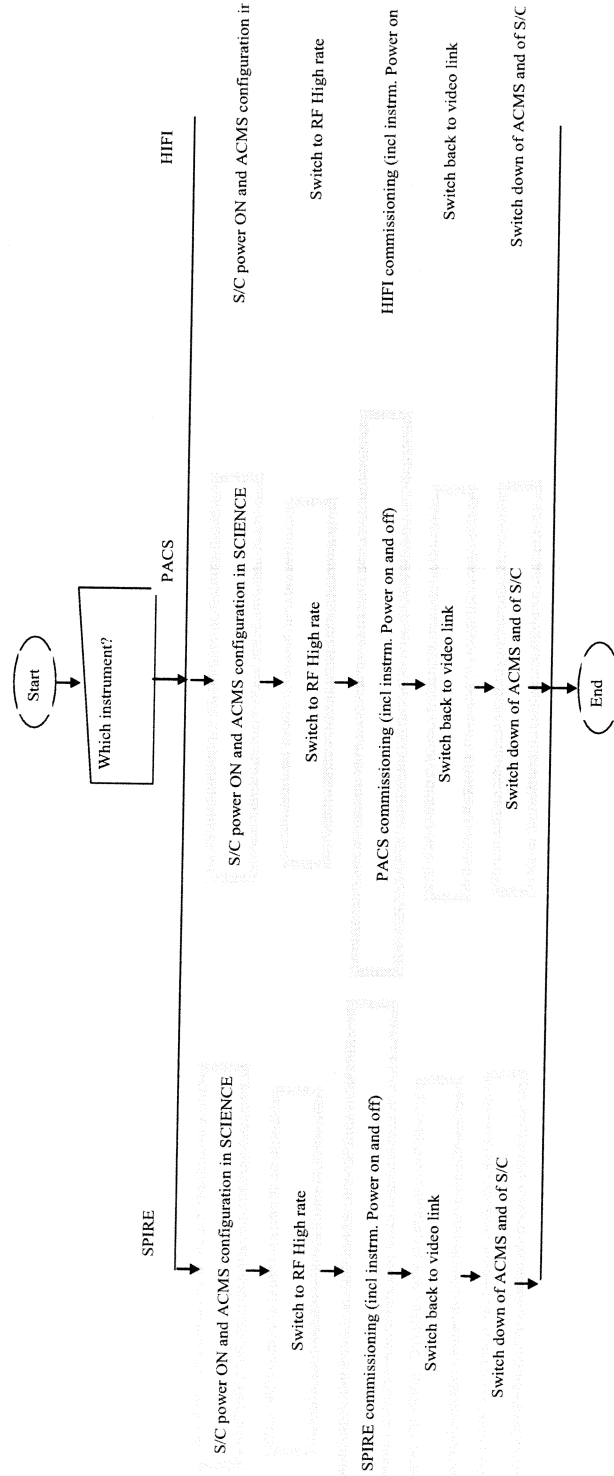 Start
Which instrument?
SPIRE
PACS
HIFI
S/C power ON and ACMS configuration in SCIENCE
S/C power ON and ACMS configuration in SCIENCE
S/C power ON and ACMS configuration in
Switch to RF High rate
Switch to RF High rate
Switch to RF High rate
SPIRE commissioning (incl instrm. Power on and off)
PACS commissioning (incl instrm. Power on and off)
HIFI commissioning (incl instrm. Power on
Switch back to video link
Switch back to video link
Switch back to video link
Switch down of ACMS and of S/C
Switch down of ACMS and of S/C
Switch down of ACMS and of S/C
End